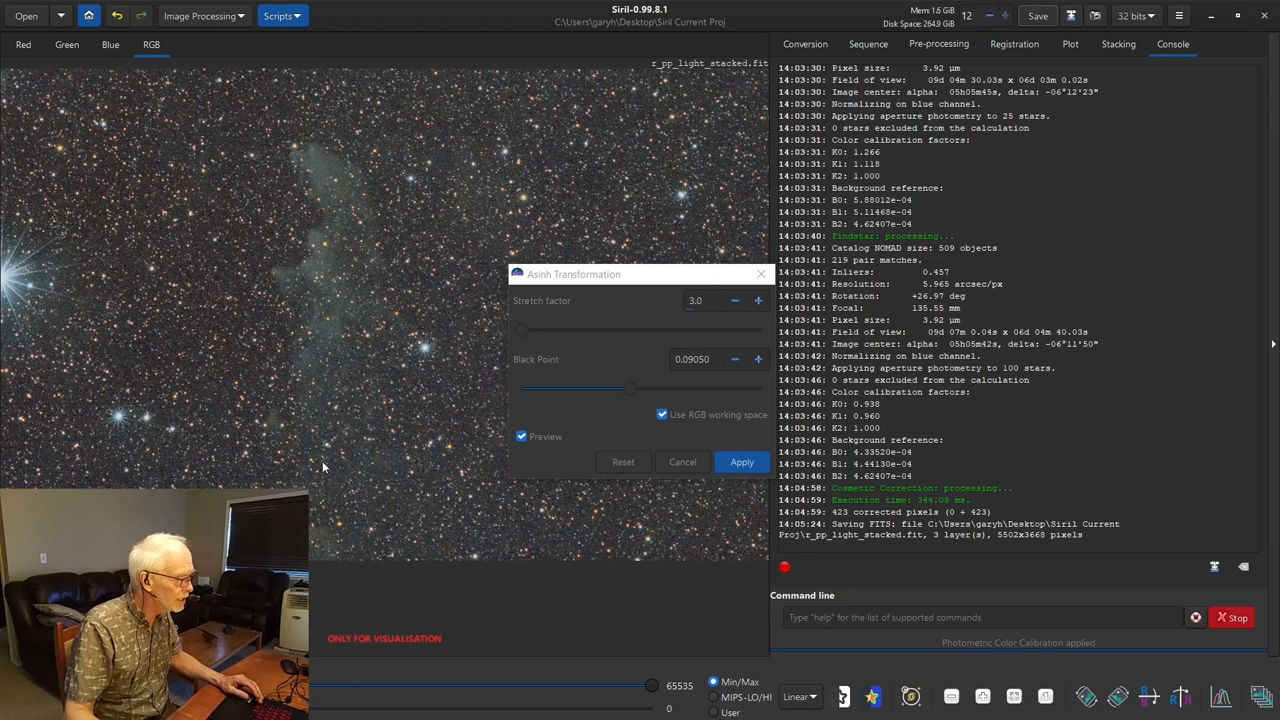 Open
Image Processing
Scripts
Siril-0.99.8.1
C:\users\garyh\Desktop\Siril Current Proj
Mem: 1.6 GiB
Disk Space: 264.9 GiB
12
Save
32 bits
Red
Green
Blue
RGB
r_pp_light_stacked.fit
Conversion
Sequence
Pre-processing
Registration
Plot
Stacking
Console
14:03:30: Pixel size: 3.92 µm
14:03:30: Field of view: 09d 04m 30.03s x 06d 03m 0.02s
14:03:30: Image center: alpha: 05h05m45s, delta: -06°12'23"
14:03:30: Normalizing on blue channel.
14:03:30: Applying aperture photometry to 25 stars.
14:03:31: 0 stars excluded from the calculation
14:03:31: Color calibration factors:
14:03:31: K0: 1.266
14:03:31: K1: 1.118
14:03:31: K2: 1.000
14:03:31: Background reference:
14:03:31: B0: 5.88012e-04
14:03:31: B1: 5.11468e-04
14:03:31: B2: 4.62407e-04
14:03:40: Findstar: processing...
14:03:41: Catalog NOMAD size: 509 objects
14:03:41: 219 pair matches.
14:03:41: Inliers: 0.457
14:03:41: Resolution: 5.965 arcsec/px
14:03:41: Rotation: +26.97 deg
14:03:41: Focal: 135.55 mm
14:03:41: Pixel size: 3.92 µm
14:03:41: Field of view: 09d 07m 0.04s x 06d 04m 40.03s
14:03:41: Image center: alpha: 05h05m42s, delta: -06°11'50"
14:03:42: Normalizing on blue channel.
14:03:42: Applying aperture photometry to 100 stars.
14:03:46: 0 stars excluded from the calculation
14:03:46: Color calibration factors:
14:03:46: K0: 0.938
14:03:46: K1: 0.960
14:03:46: K2: 1.000
14:03:46: Background reference:
14:03:46: B0: 4.33520e-04
14:03:46: B1: 4.44130e-04
14:03:46: B2: 4.62407e-04
14:04:58: Cosmetic Correction: processing...
14:04:59: Execution time: 344.08 ms.
14:04:59: 423 corrected pixels (0 + 423)
14:05:24: Saving FITS: file C:\Users\garyh\Desktop\Siril Current
Proj\r_pp_light_stacked.fit, 3 layer(s), 5502x3668 pixels
Asinh Transformation
Stretch factor
3.0
Black Point
0.09050
Use RGB working space
Preview
Reset
Cancel
Apply
Command line
Type "help" for the list of supported commands
Stop
Photometric Color Calibration applied
ONLY FOR VISUALISATION
65535
0
Min/Max
MIPS-LO/HI
User
Linear